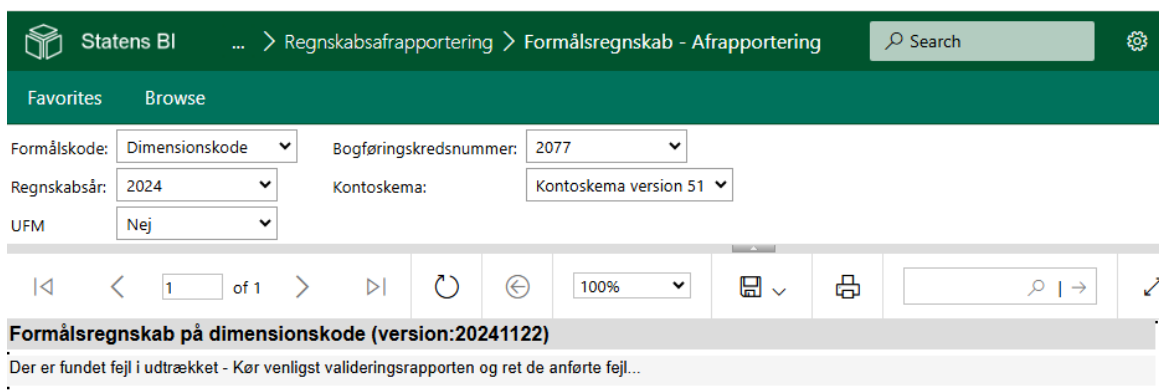 Statens BI ... > Regnskabsafrapportering > Formålsregnskab - Afrapportering Search
Favorites Browse
Formålskode: Dimensionskode Bogføringskredsnummer: 2077
Regnskabsår: 2024 Kontoskema: Kontoskema version 51
UFM Nej
1 of 1 100%
Formålsregnskab på dimensionskode (version:20241122)
Der er fundet fejl i udtrækket - Kør venligst valideringsrapporten og ret de anførte fejl...